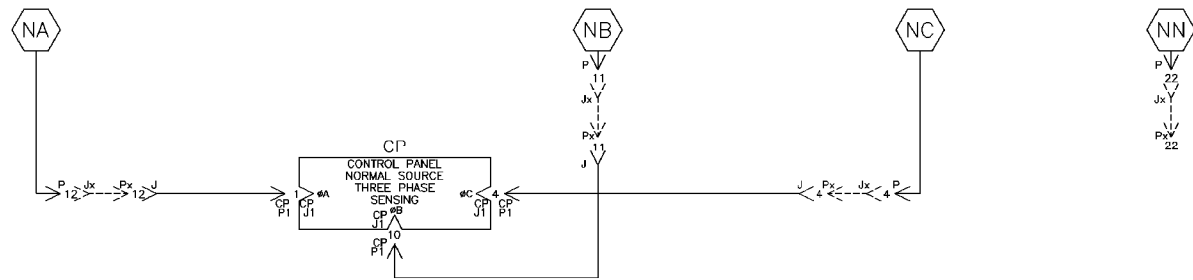 NA
NB
NC
NN
P
11
Jx
Px
11
J
P
22
Jx
Px
22
CP
CONTROL PANEL
NORMAL SOURCE
THREE PHASE
SENSING
P 12 Jx Px 12 J
1 øA
CP P1
CP J1
øC 4
CP J1
CP P1
J 4 Px Jx 4 P
CP J1 øB
10
CP P1